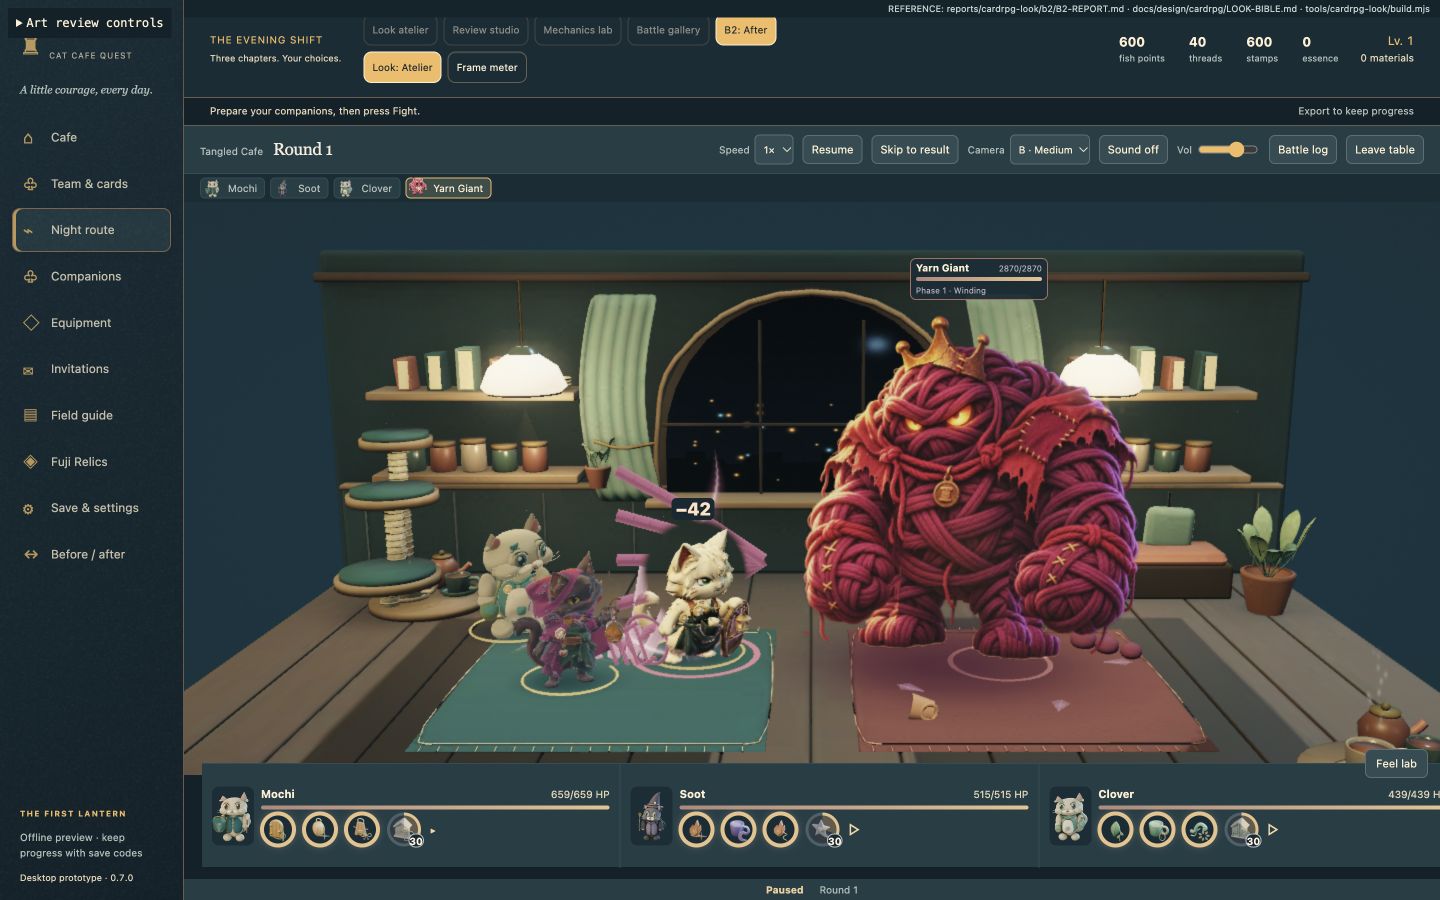 REFERENCE: reports/cardrpg-look/b2/B2-REPORT.md · docs/design/cardrpg/LOOK-BIBLE.md · tools/cardrpg-look/build.mjs
Art review controls
CAT CAFE QUEST
A little courage, every day.
Cafe
Team & cards
Night route
Companions
Equipment
Invitations
Field guide
Fuji Relics
Save & settings
Before / after
THE FIRST LANTERN
Offline preview · keep
progress with save codes
Desktop prototype · 0.7.0
THE EVENING SHIFT
Three chapters. Your choices.
Look atelier
Review studio
Mechanics lab
Battle gallery
B2: After
Look: Atelier
Frame meter
600
fish points
40
threads
600
stamps
0
essence
Lv. 1
0 materials
Prepare your companions, then press Fight.
Export to keep progress
Tangled Cafe Round 1
Speed 1× Resume Skip to result Camera B · Medium Sound off Vol Battle log Leave table
Mochi
Soot
Clover
Yarn Giant
Yarn Giant 2870/2870
Phase 1 · Winding
−42
Feel lab
Mochi 659/659 HP
30
Soot 515/515 HP
30
Clover 439/439 H
30
Paused Round 1